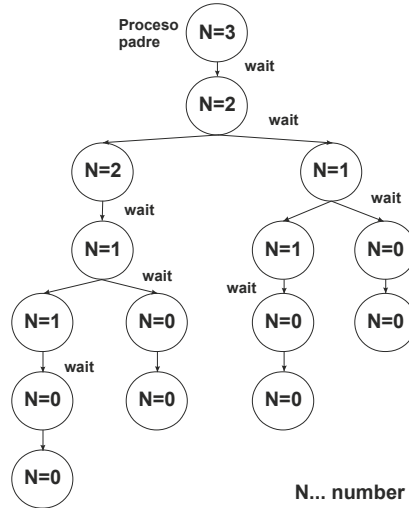 Proceso
padre
N=3
wait
N=2
wait
N=2
N=1
wait
wait
N=1
N=1
N=0
wait
wait
N=1
N=0
N=0
N=0
wait
N=0
N=0
N=0
N=0
N... number